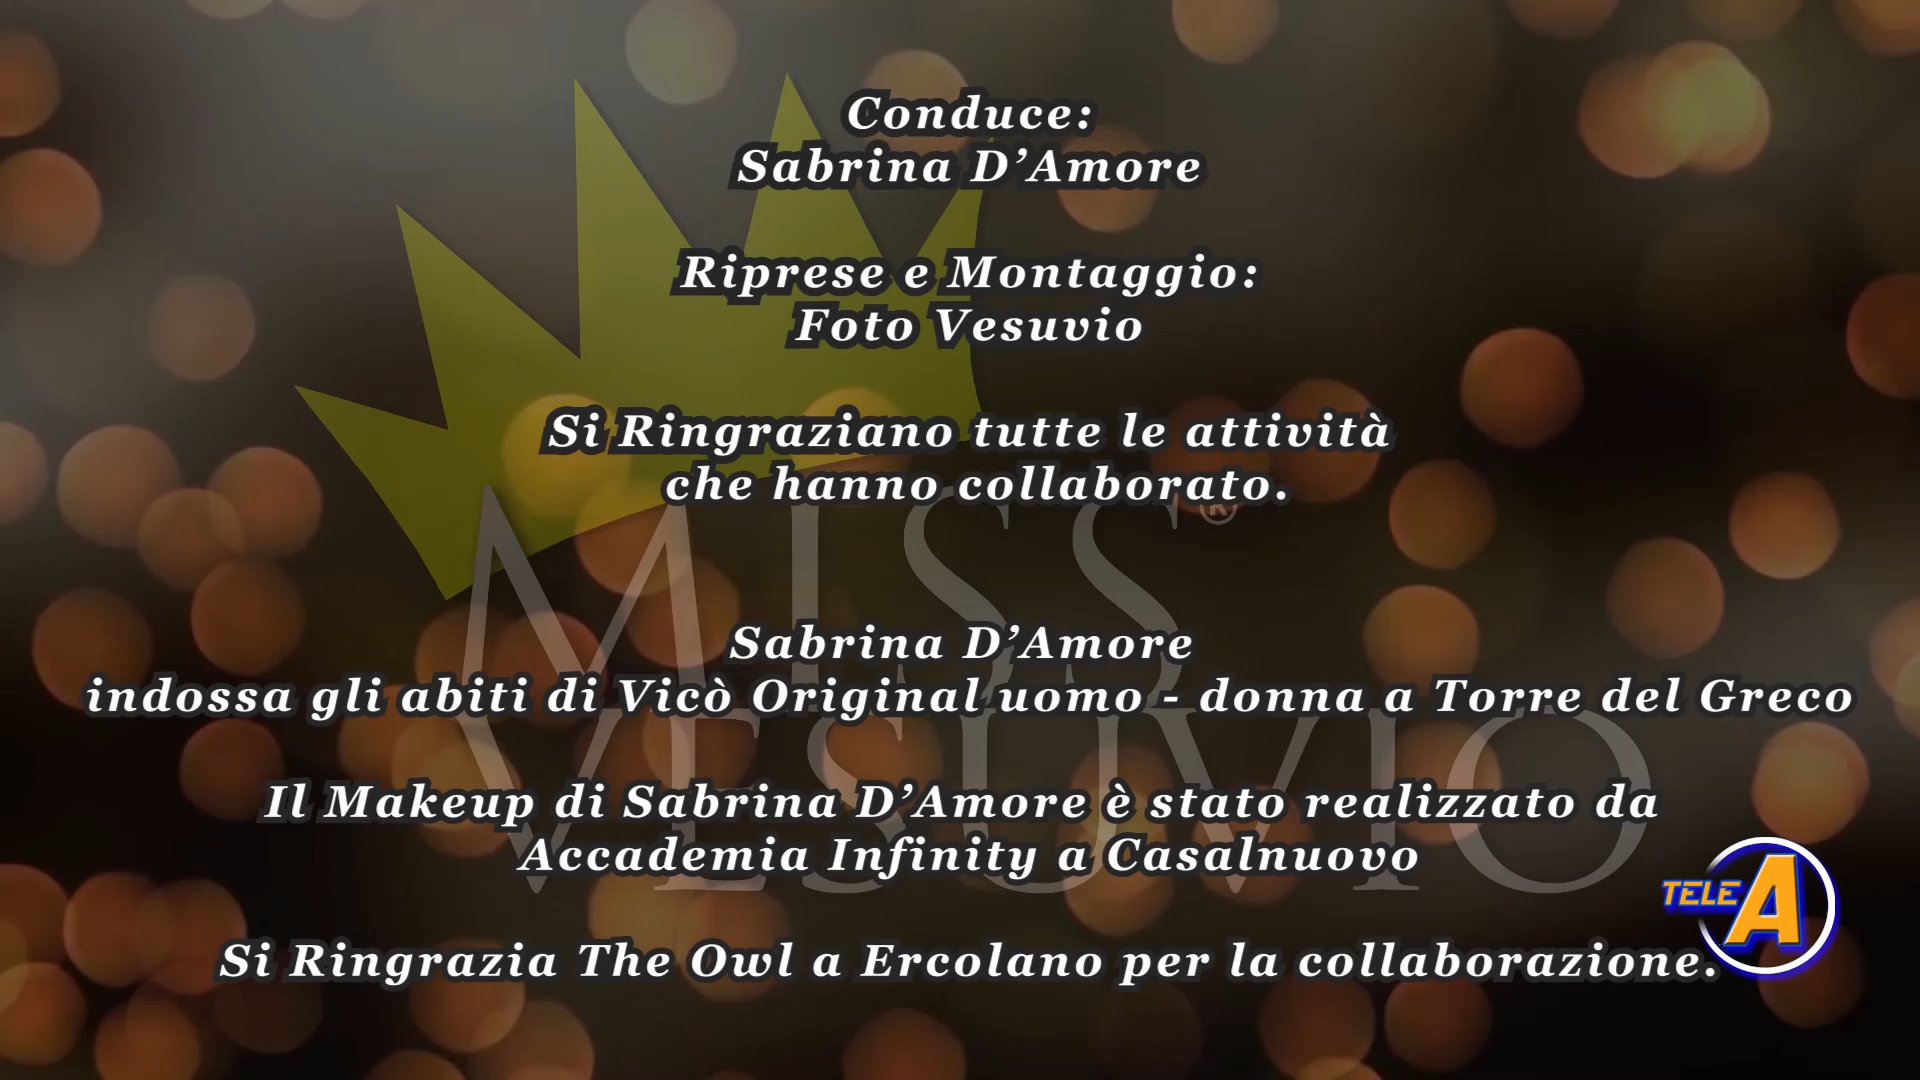 Conduce:
Sabrina D’Amore
Riprese e Montaggio:
Foto Vesuvio
Si Ringraziano tutte le attività
che hanno collaborato.
MISS®
VESUVIO
Sabrina D’Amore
indossa gli abiti di Vicò Original uomo - donna a Torre del Greco
Il Makeup di Sabrina D’Amore è stato realizzato da
Accademia Infinity a Casalnuovo
TELE A
Si Ringrazia The Owl a Ercolano per la collaborazione.